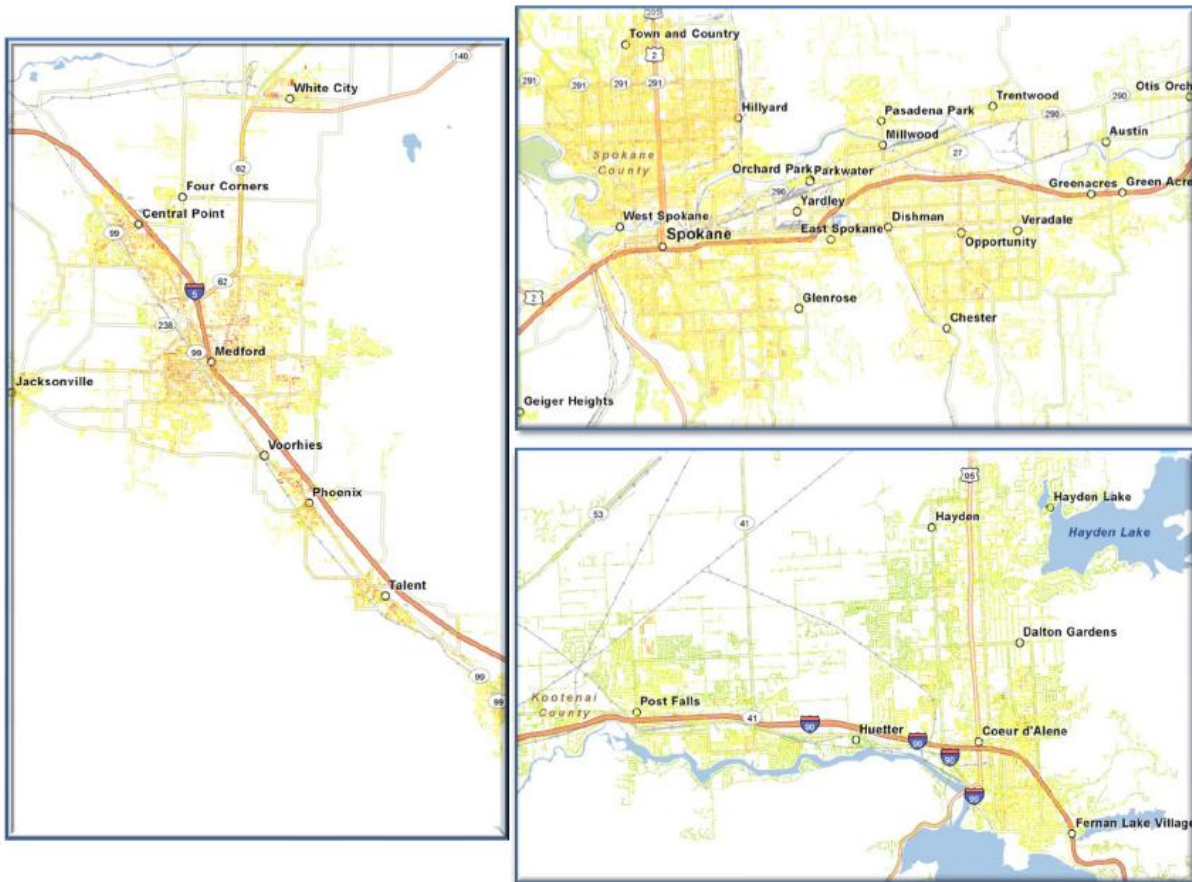 140
White City
62
Four Corners
Central Point
99
62
5
238
99
Medford
Jacksonville
Voorhies
Phoenix
Talent
99
99
Town and Country
2
291
291
291
291
291
Hillyard
Pasadena Park
Trentwood
290
Otis Orch
290
Millwood
Austin
27
Spokane
County
Orchard Park
Parkwater
290
Greenacres
Green Acre
Yardley
West Spokane
Spokane
East Spokane
Dishman
Veradale
Opportunity
2
Glenrose
Chester
Geiger Heights
95
53
41
Hayden
Hayden Lake
Hayden Lake
Dalton Gardens
Kootenai
County
Post Falls
41
90
Huetter
90
Coeur d'Alene
90
90
Fernan Lake Village